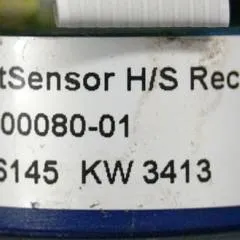 tSensor H/S Rec
00080-01
6145 KW 3413